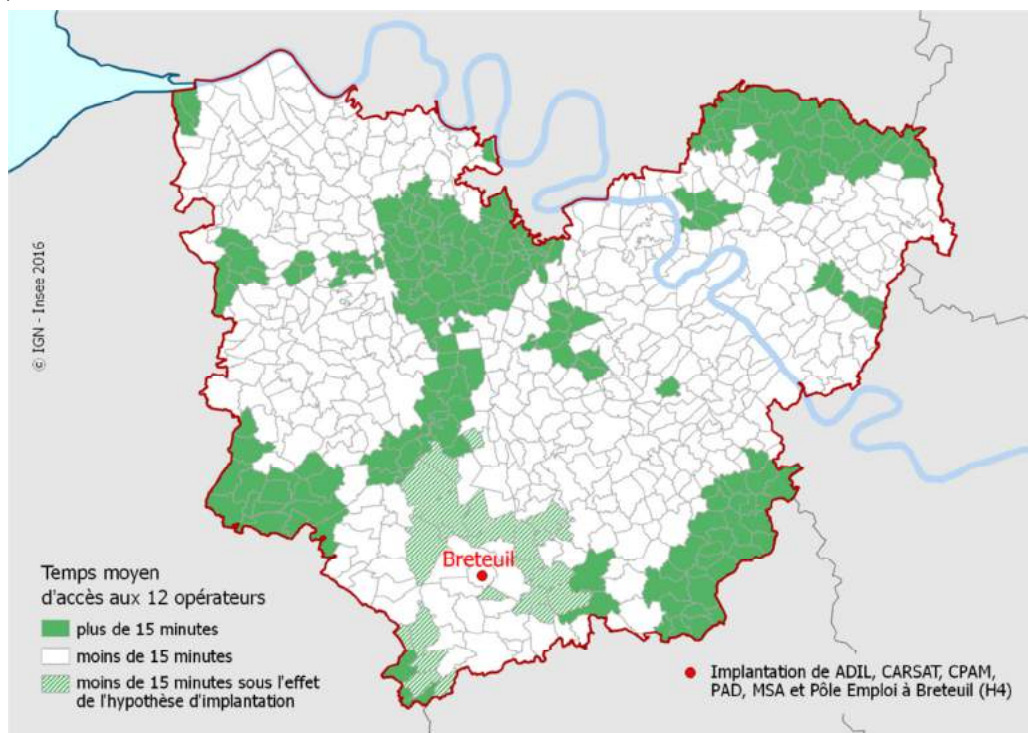 © IGN - Insee 2016
Breteuil
Temps moyen
d'accès aux 12 opérateurs
plus de 15 minutes
moins de 15 minutes
moins de 15 minutes sous l'effet
de l'hypothèse d'implantation
Implantation de ADIL, CARSAT, CPAM,
PAD, MSA et Pôle Emploi à Breteuil (H4)